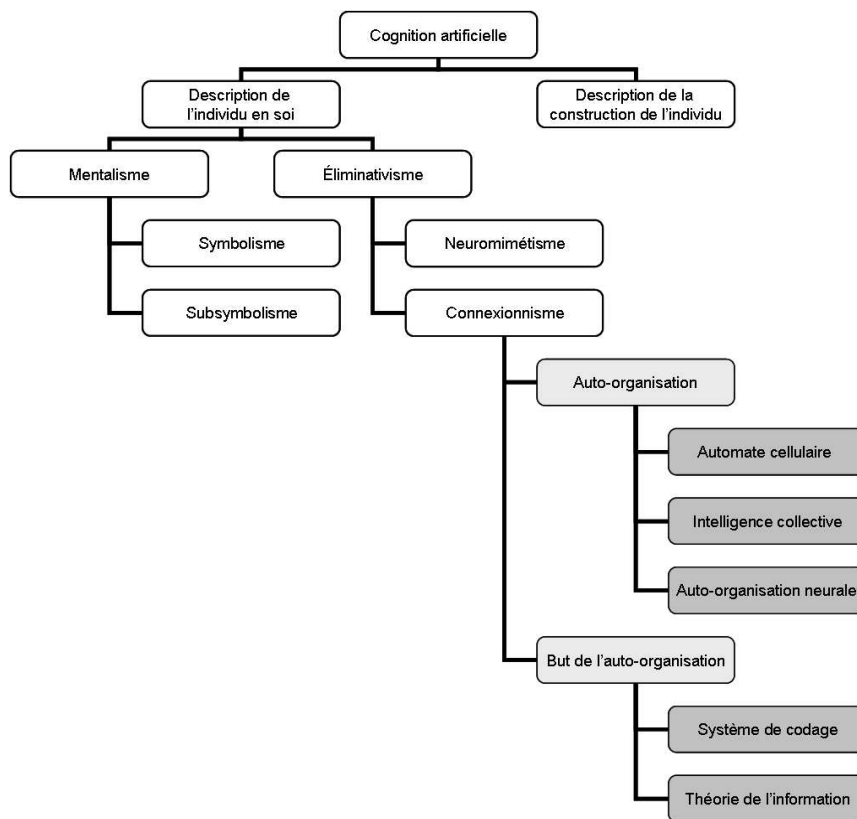 Cognition artificielle
Description de
l'individu en soi
Description de la
construction de l'individu
Mentalisme
Éliminativisme
Symbolisme
Neuromimétisme
Subsymbolisme
Connexionnisme
Auto-organisation
Automate cellulaire
Intelligence collective
Auto-organisation neurale
But de l'auto-organisation
Système de codage
Théorie de l'information